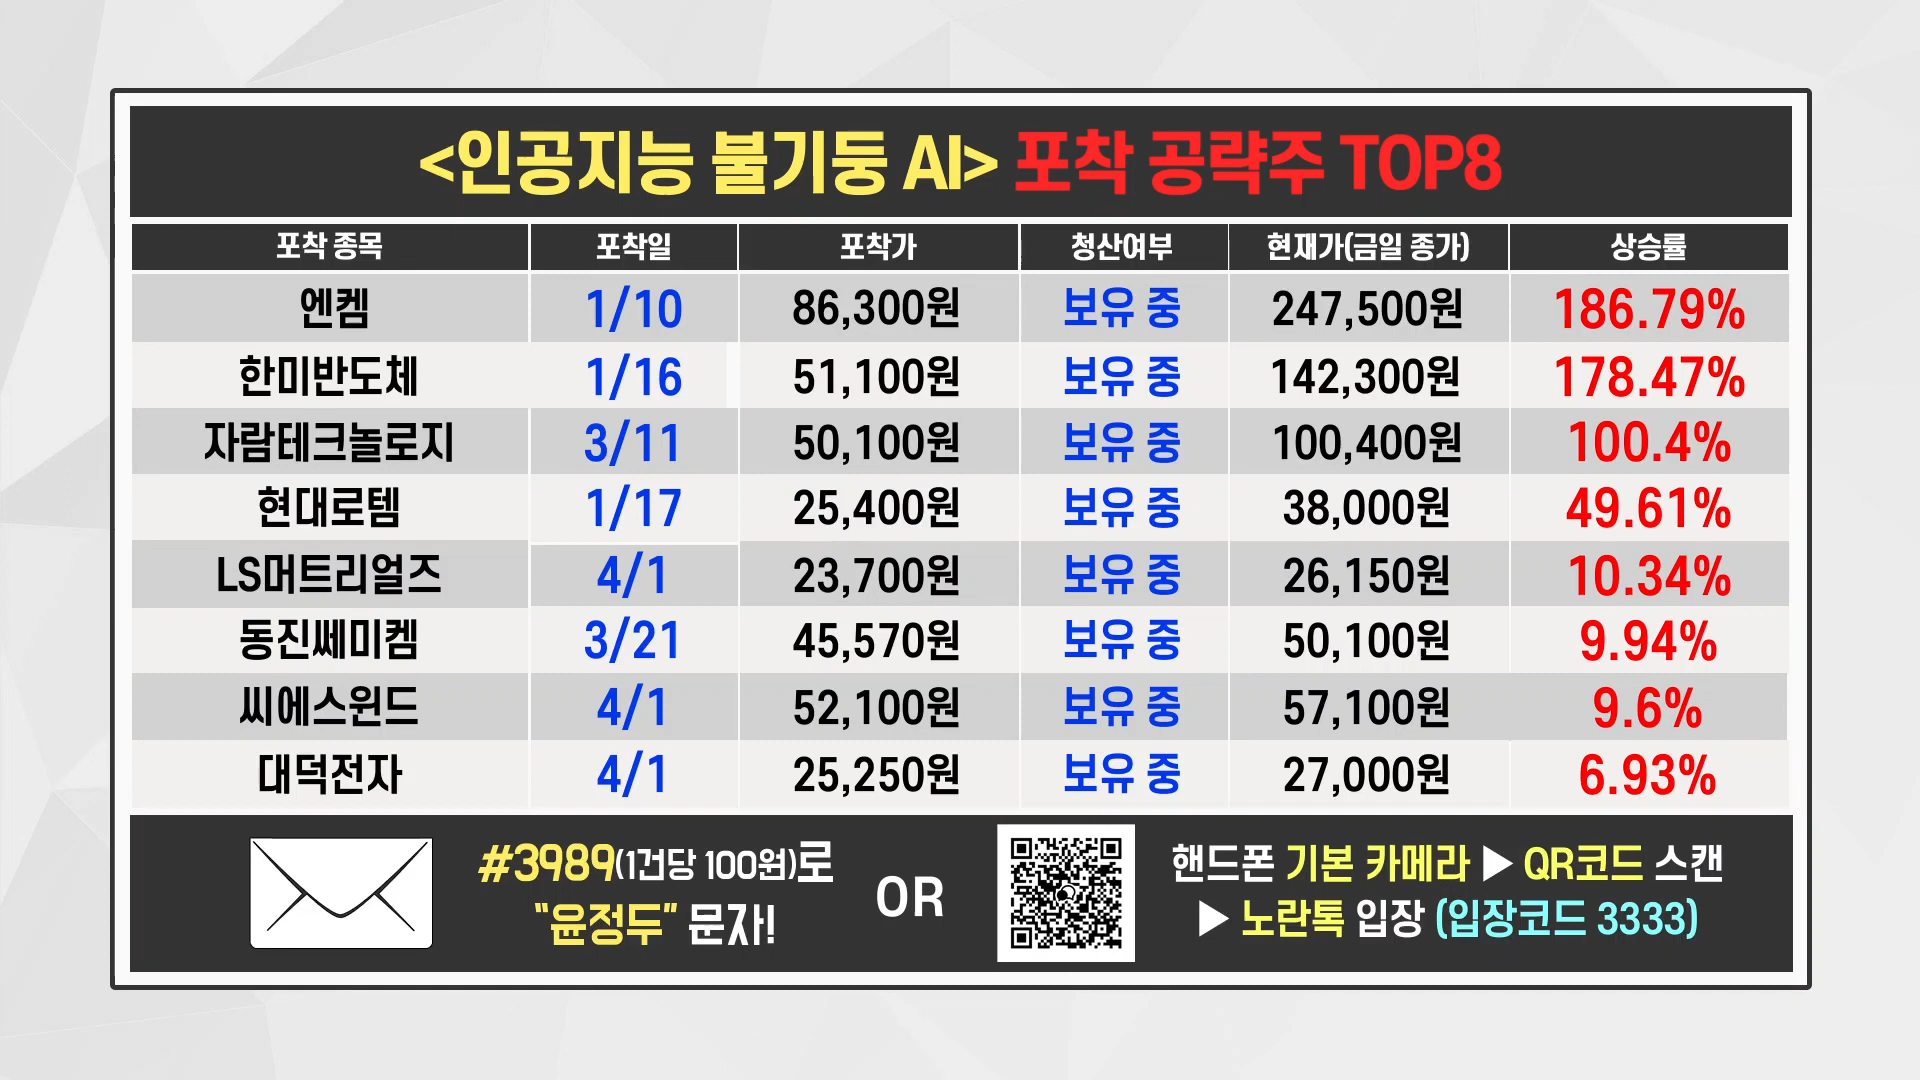 <인공지능 불기둥 AI> 포착 공략주 TOP8
포착 종목 포착일 포착가 청산여부 현재가(금일 종가) 상승률
엔켐 1/10 86,300원 보유 중 247,500원 186.79%
한미반도체 1/16 51,100원 보유 중 142,300원 178.47%
자람테크놀로지 3/11 50,100원 보유 중 100,400원 100.4%
현대로템 1/17 25,400원 보유 중 38,000원 49.61%
LS머트리얼즈 4/1 23,700원 보유 중 26,150원 10.34%
동진쎄미켐 3/21 45,570원 보유 중 50,100원 9.94%
씨에스윈드 4/1 52,100원 보유 중 57,100원 9.6%
대덕전자 4/1 25,250원 보유 중 27,000원 6.93%
#3989(1건당 100원)로
"윤정두" 문자!
OR
핸드폰 기본 카메라 ▶ QR코드 스캔
▶ 노란톡 입장 (입장코드 3333)